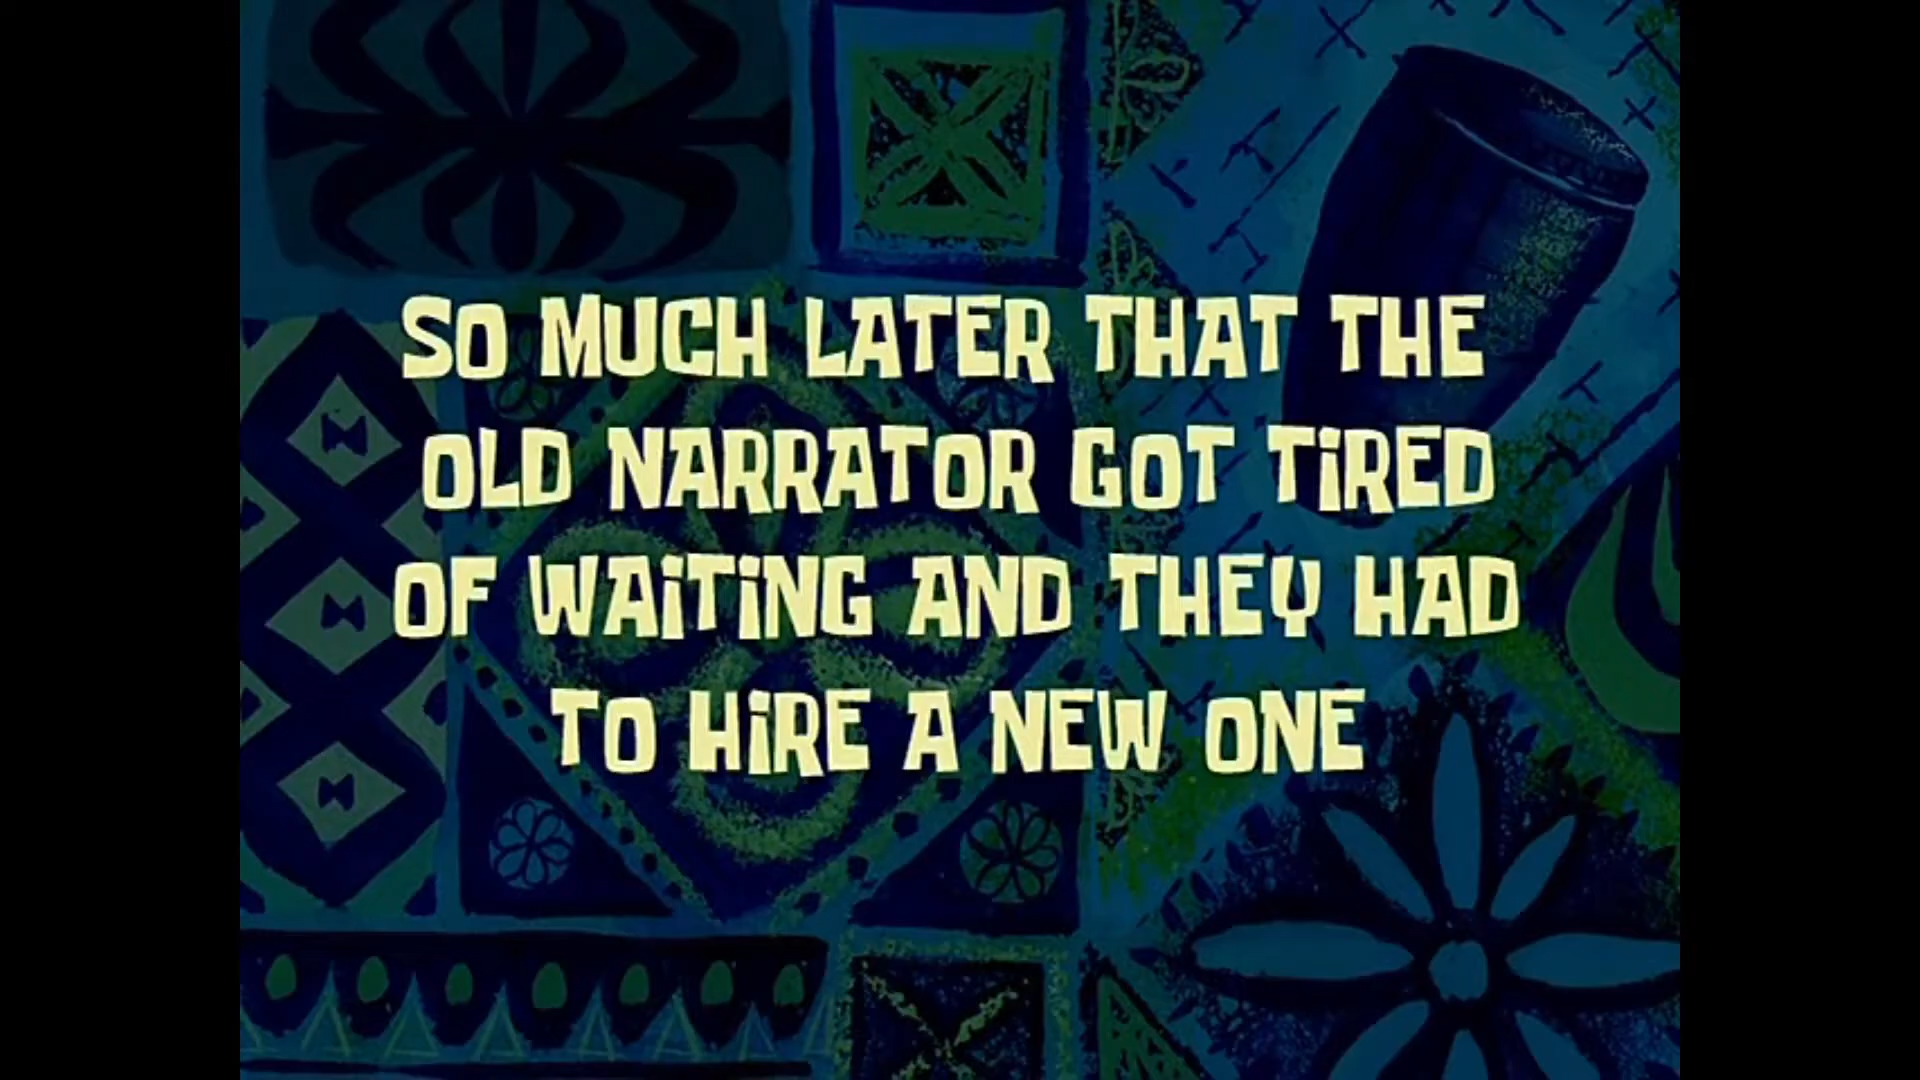 SO MUCH LATER THAT THE
OLD NARRATOR GOT TiRED
OF WAiTiNG AND THEY HAD
TO HiRE A NEW ONE